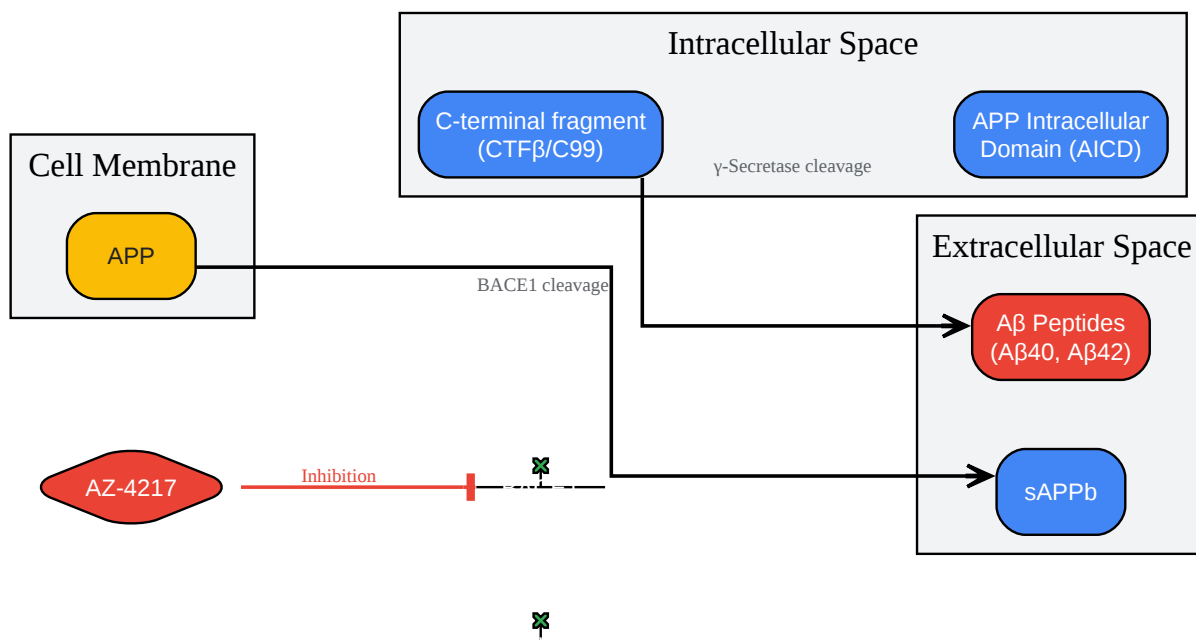 Intracellular Space
C-terminal fragment
(CTFβ/C99)
APP Intracellular
Domain (AICD)
γ-Secretase cleavage
Cell Membrane
APP
BACE1 cleavage
Extracellular Space
Aβ Peptides
(Aβ40, Aβ42)
AZ-4217
Inhibition
sAPPb